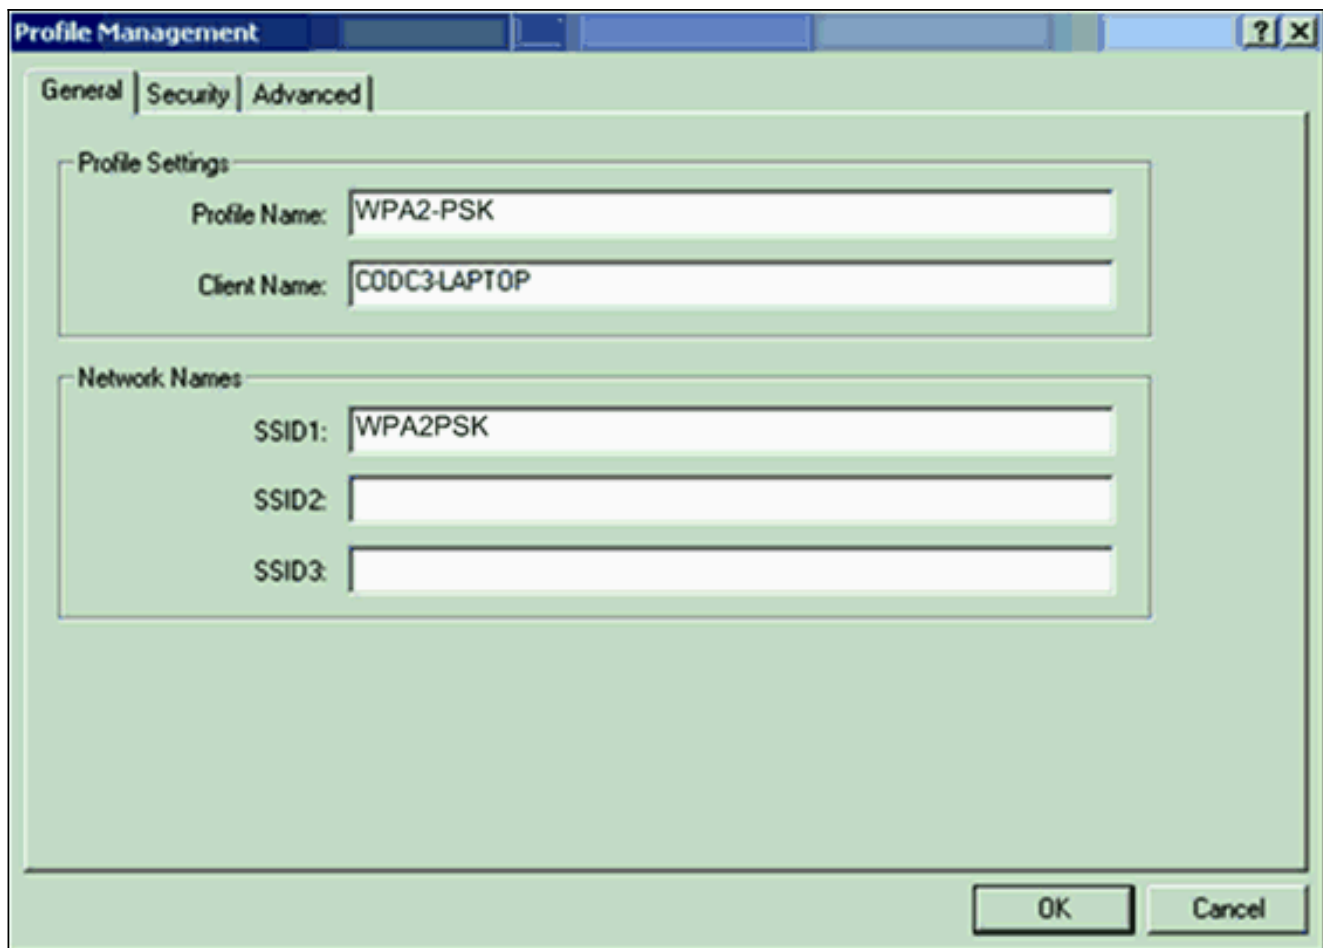 Profile Management
General Security Advanced
Profile Settings
Profile Name: WPA2-PSK
Client Name: CODC3-LAPTOP
Network Names
SSID1: WPA2PSK
SSID2:
SSID3:
OK Cancel